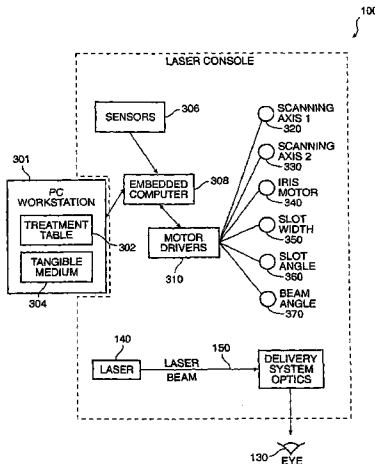 100
LASER CONSOLE
SENSORS
306
SCANNING
AXIS 1
320
SCANNING
AXIS 2
330
301
PC
WORKSTATION
EMBEDDED
COMPUTER
308
IRIS
MOTOR
340
TREATMENT
TABLE
302
MOTOR
DRIVERS
310
SLOT
WIDTH
350
TANGIBLE
MEDIUM
304
SLOT
ANGLE
360
BEAM
ANGLE
370
140
150
LASER
LASER
BEAM
DELIVERY
SYSTEM
OPTICS
130
EYE